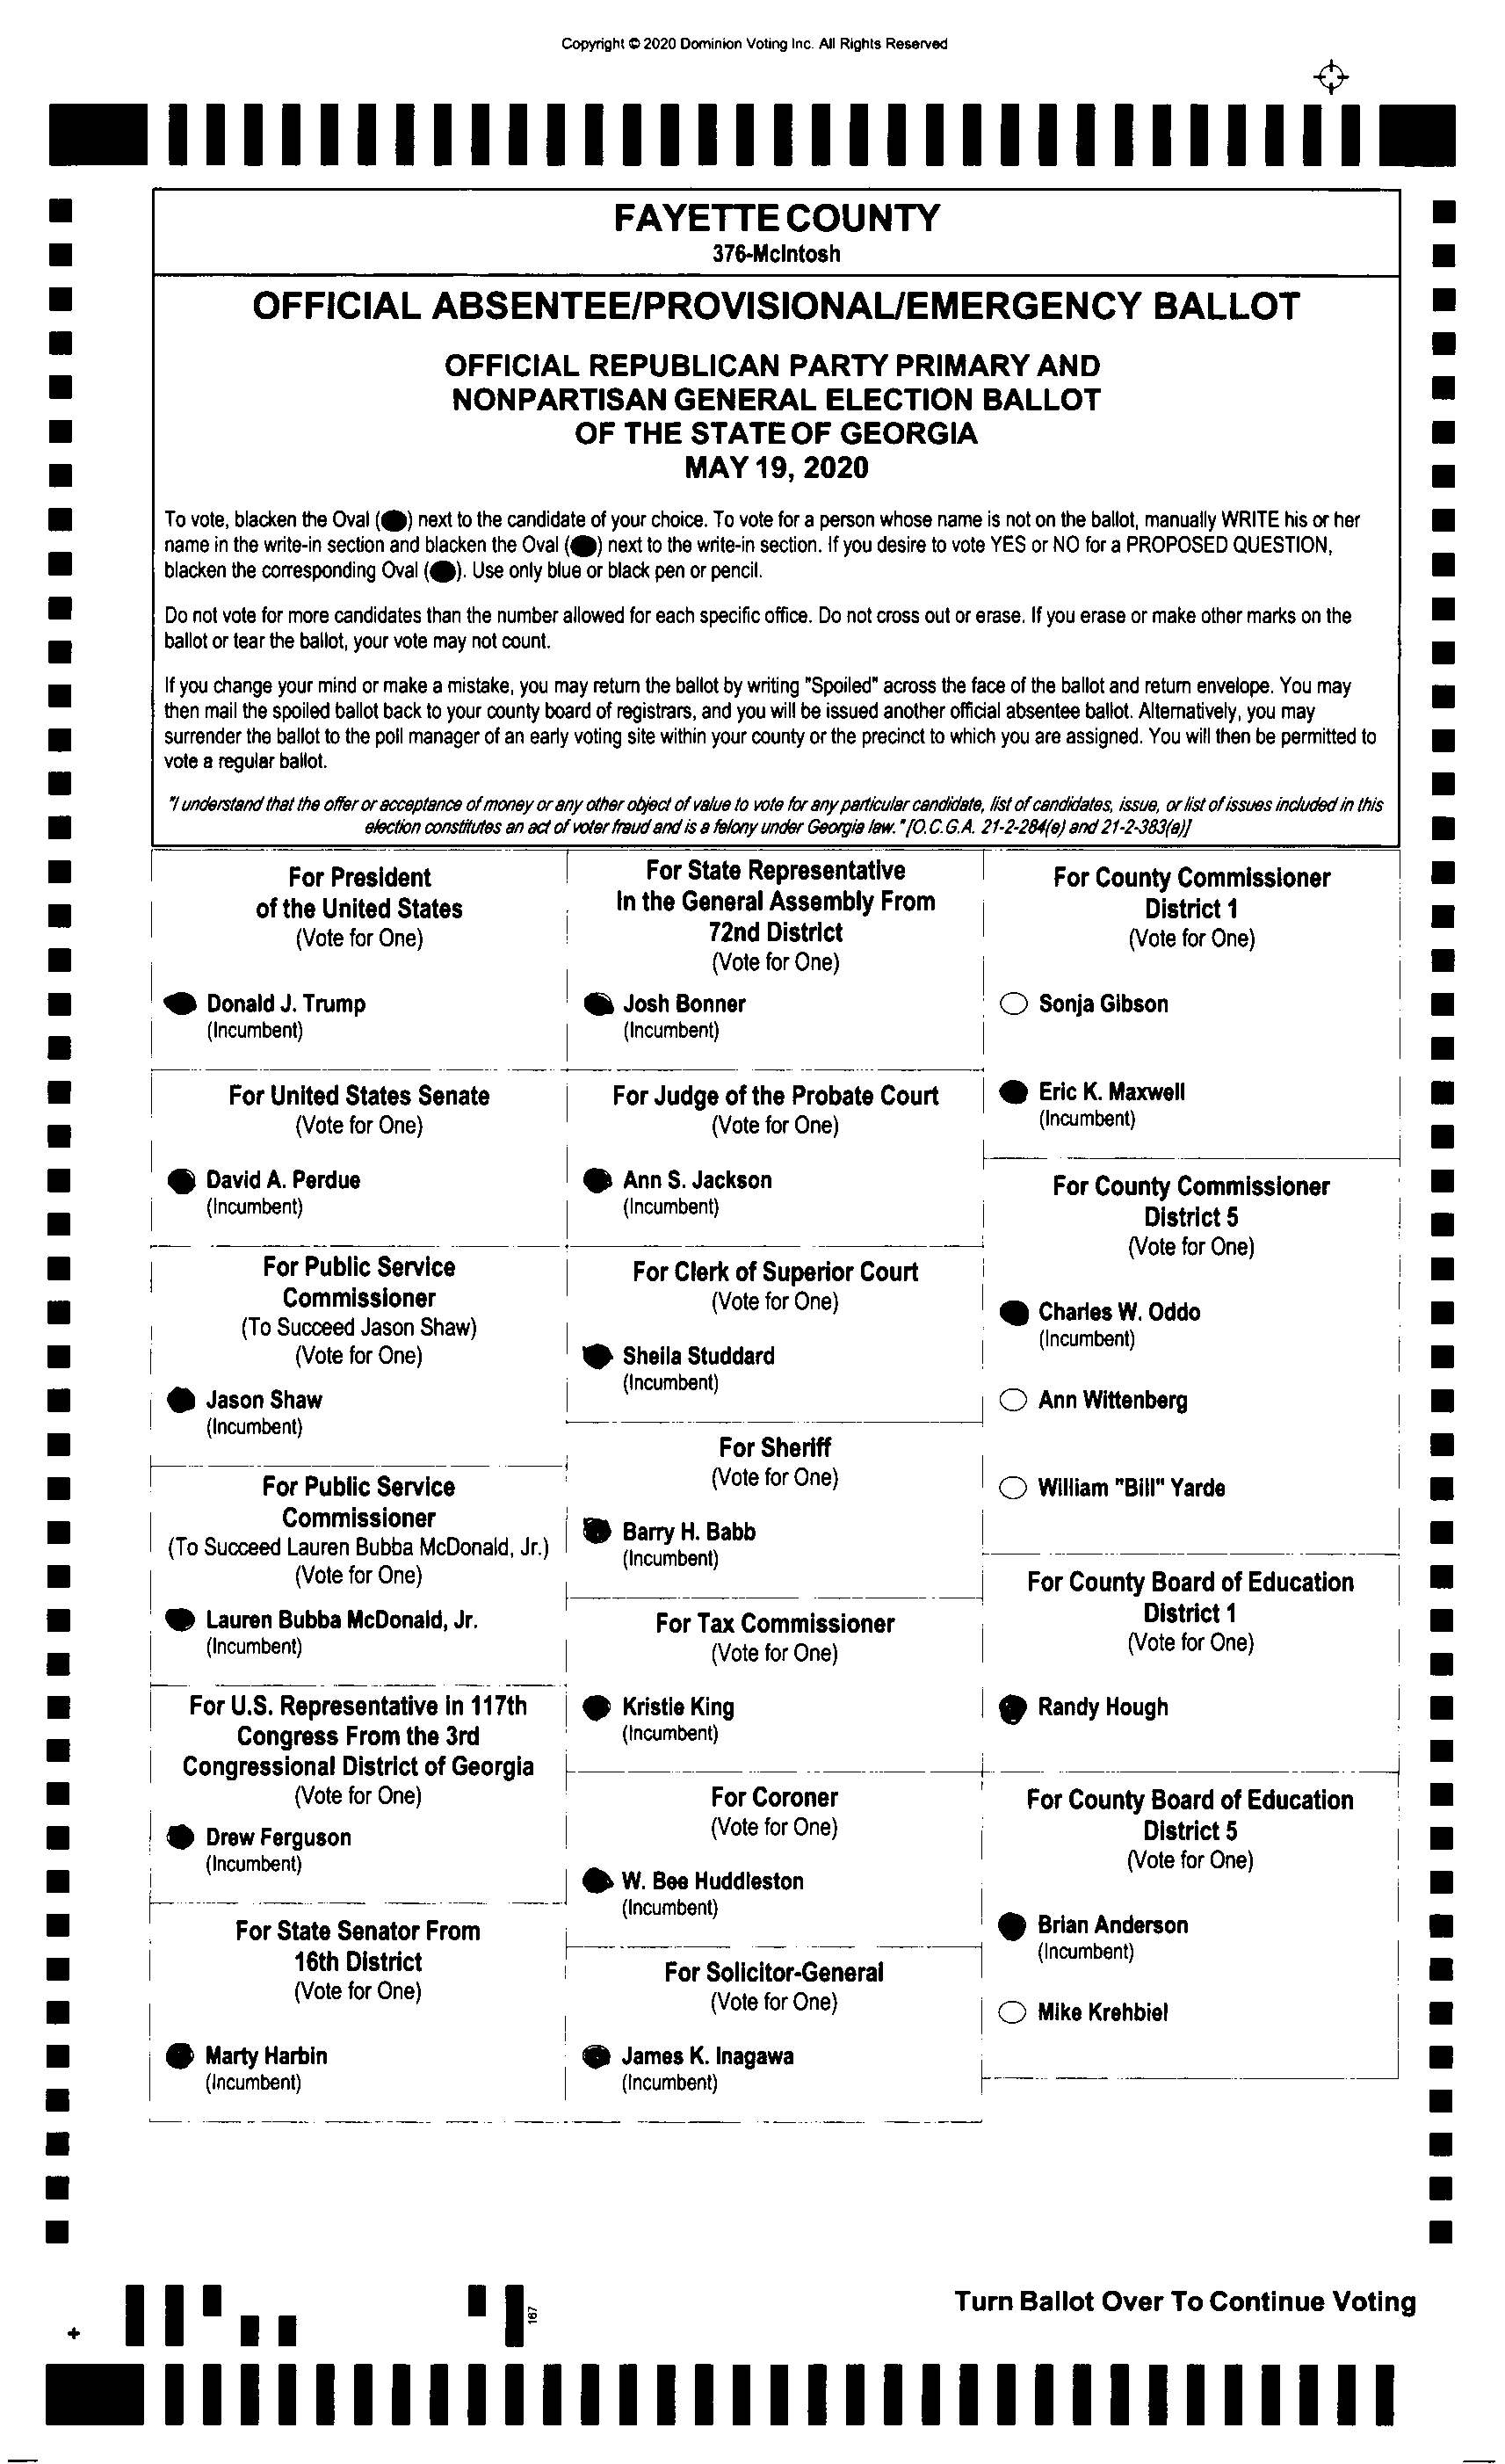 Copyright © 2020 Dominion Voting Inc. All Rights Reserved
FAYETTE COUNTY
376-McIntosh
OFFICIAL ABSENTEE/PROVISIONAL/EMERGENCY BALLOT
OFFICIAL REPUBLICAN PARTY PRIMARY AND
NONPARTISAN GENERAL ELECTION BALLOT
OF THE STATE OF GEORGIA
MAY 19, 2020
To vote, blacken the Oval (⬬) next to the candidate of your choice. To vote for a person whose name is not on the ballot, manually WRITE his or her
name in the write-in section and blacken the Oval (⬬) next to the write-in section. If you desire to vote YES or NO for a PROPOSED QUESTION,
blacken the corresponding Oval (⬬). Use only blue or black pen or pencil.
Do not vote for more candidates than the number allowed for each specific office. Do not cross out or erase. If you erase or make other marks on the
ballot or tear the ballot, your vote may not count.
If you change your mind or make a mistake, you may return the ballot by writing "Spoiled" across the face of the ballot and return envelope. You may
then mail the spoiled ballot back to your county board of registrars, and you will be issued another official absentee ballot. Alternatively, you may
surrender the ballot to the poll manager of an early voting site within your county or the precinct to which you are assigned. You will then be permitted to
vote a regular ballot.
"I understand that the offer or acceptance of money or any other object of value to vote for any particular candidate, list of candidates, issue, or list of issues included in this
election constitutes an act of voter fraud and is a felony under Georgia law." [O.C.G.A. 21-2-284(e) and 21-2-383(a)]
For President
of the United States
(Vote for One)
Donald J. Trump
(Incumbent)
For United States Senate
(Vote for One)
David A. Perdue
(Incumbent)
For Public Service
Commissioner
(To Succeed Jason Shaw)
(Vote for One)
Jason Shaw
(Incumbent)
For Public Service
Commissioner
(To Succeed Lauren Bubba McDonald, Jr.)
(Vote for One)
Lauren Bubba McDonald, Jr.
(Incumbent)
For U.S. Representative in 117th
Congress From the 3rd
Congressional District of Georgia
(Vote for One)
Drew Ferguson
(Incumbent)
For State Senator From
16th District
(Vote for One)
Marty Harbin
(Incumbent)
For State Representative
In the General Assembly From
72nd District
(Vote for One)
Josh Bonner
(Incumbent)
For Judge of the Probate Court
(Vote for One)
Ann S. Jackson
(Incumbent)
For Clerk of Superior Court
(Vote for One)
Sheila Studdard
(Incumbent)
For Sheriff
(Vote for One)
Barry H. Babb
(Incumbent)
For Tax Commissioner
(Vote for One)
Kristie King
(Incumbent)
For Coroner
(Vote for One)
W. Bee Huddleston
(Incumbent)
For Solicitor-General
(Vote for One)
James K. Inagawa
(Incumbent)
For County Commissioner
District 1
(Vote for One)
Sonja Gibson
Eric K. Maxwell
(Incumbent)
For County Commissioner
District 5
(Vote for One)
Charles W. Oddo
(Incumbent)
Ann Wittenberg
William "Bill" Yarde
For County Board of Education
District 1
(Vote for One)
Randy Hough
For County Board of Education
District 5
(Vote for One)
Brian Anderson
(Incumbent)
Mike Krehbiel
Turn Ballot Over To Continue Voting
167